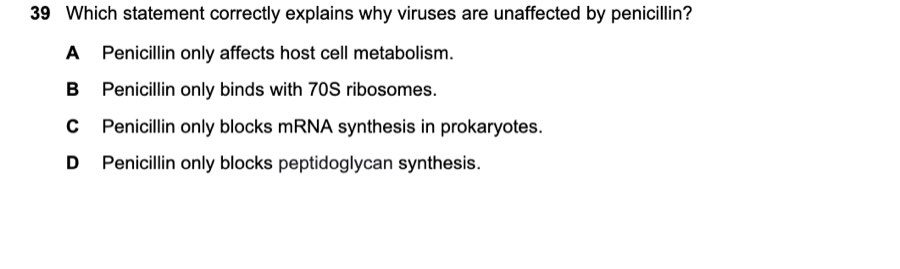 39 Which statement correctly explains why viruses are unaffected by penicillin?
A Penicillin only affects host cell metabolism.
B Penicillin only binds with 70S ribosomes.
C Penicillin only blocks mRNA synthesis in prokaryotes.
D Penicillin only blocks peptidoglycan synthesis.